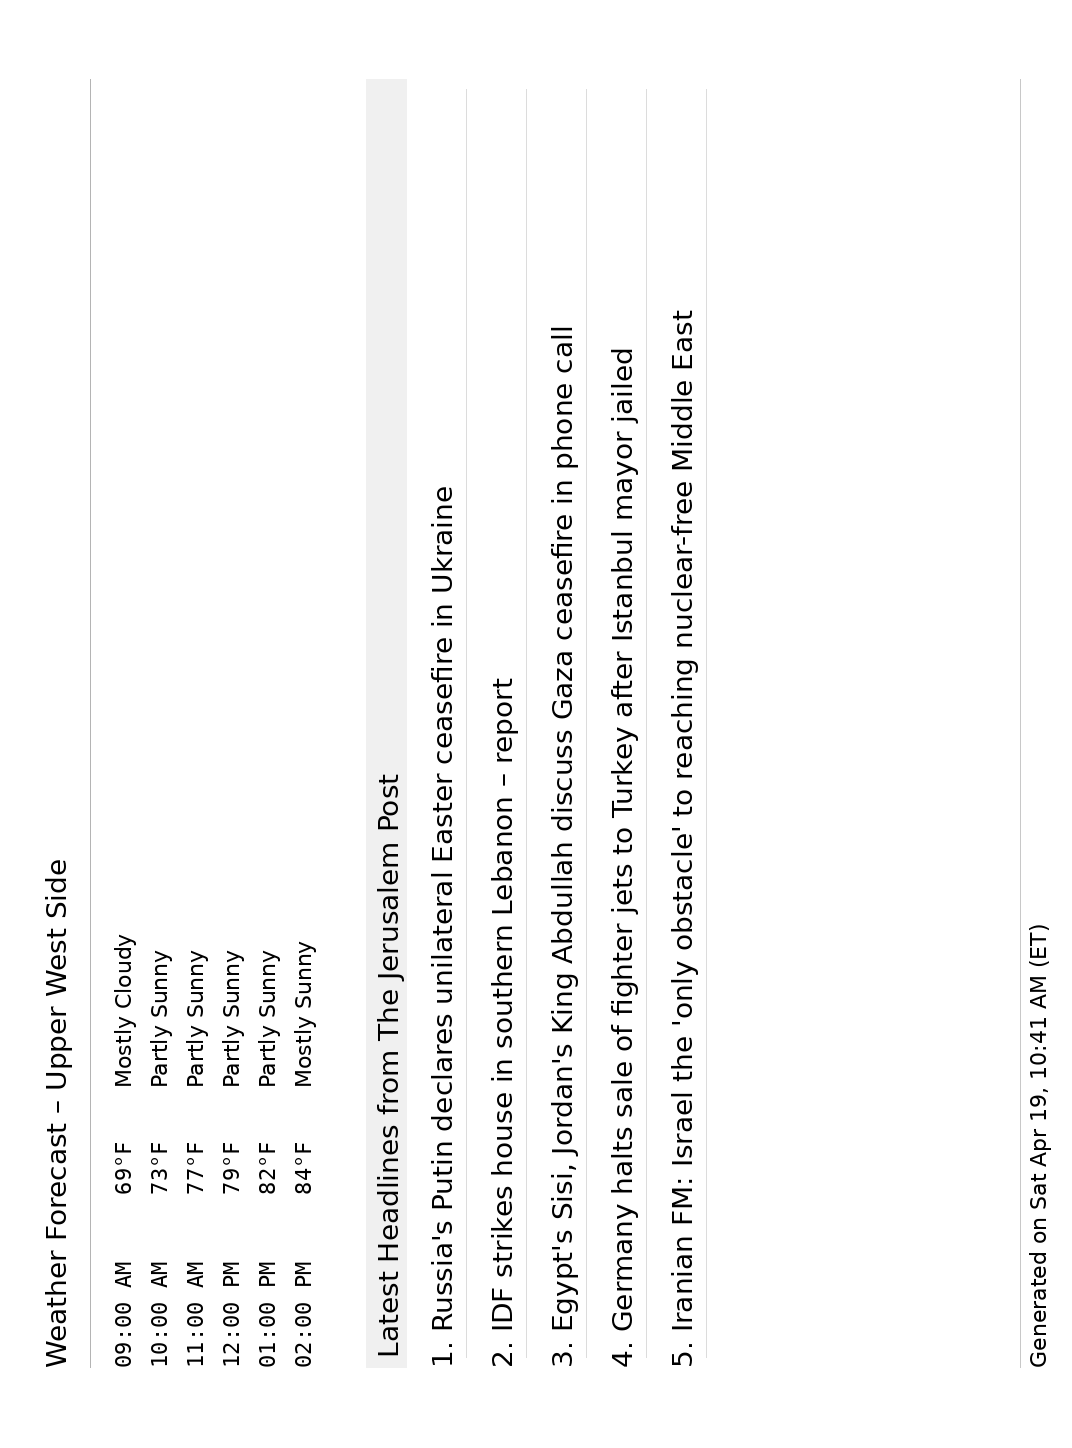 Weather Forecast – Upper West Side
09:00 AM 69°F Mostly Cloudy
10:00 AM 73°F Partly Sunny
11:00 AM 77°F Partly Sunny
12:00 PM 79°F Partly Sunny
01:00 PM 82°F Partly Sunny
02:00 PM 84°F Mostly Sunny
Latest Headlines from The Jerusalem Post
1. Russia's Putin declares unilateral Easter ceasefire in Ukraine
2. IDF strikes house in southern Lebanon – report
3. Egypt's Sisi, Jordan's King Abdullah discuss Gaza ceasefire in phone call
4. Germany halts sale of fighter jets to Turkey after Istanbul mayor jailed
5. Iranian FM: Israel the 'only obstacle' to reaching nuclear-free Middle East
Generated on Sat Apr 19, 10:41 AM (ET)